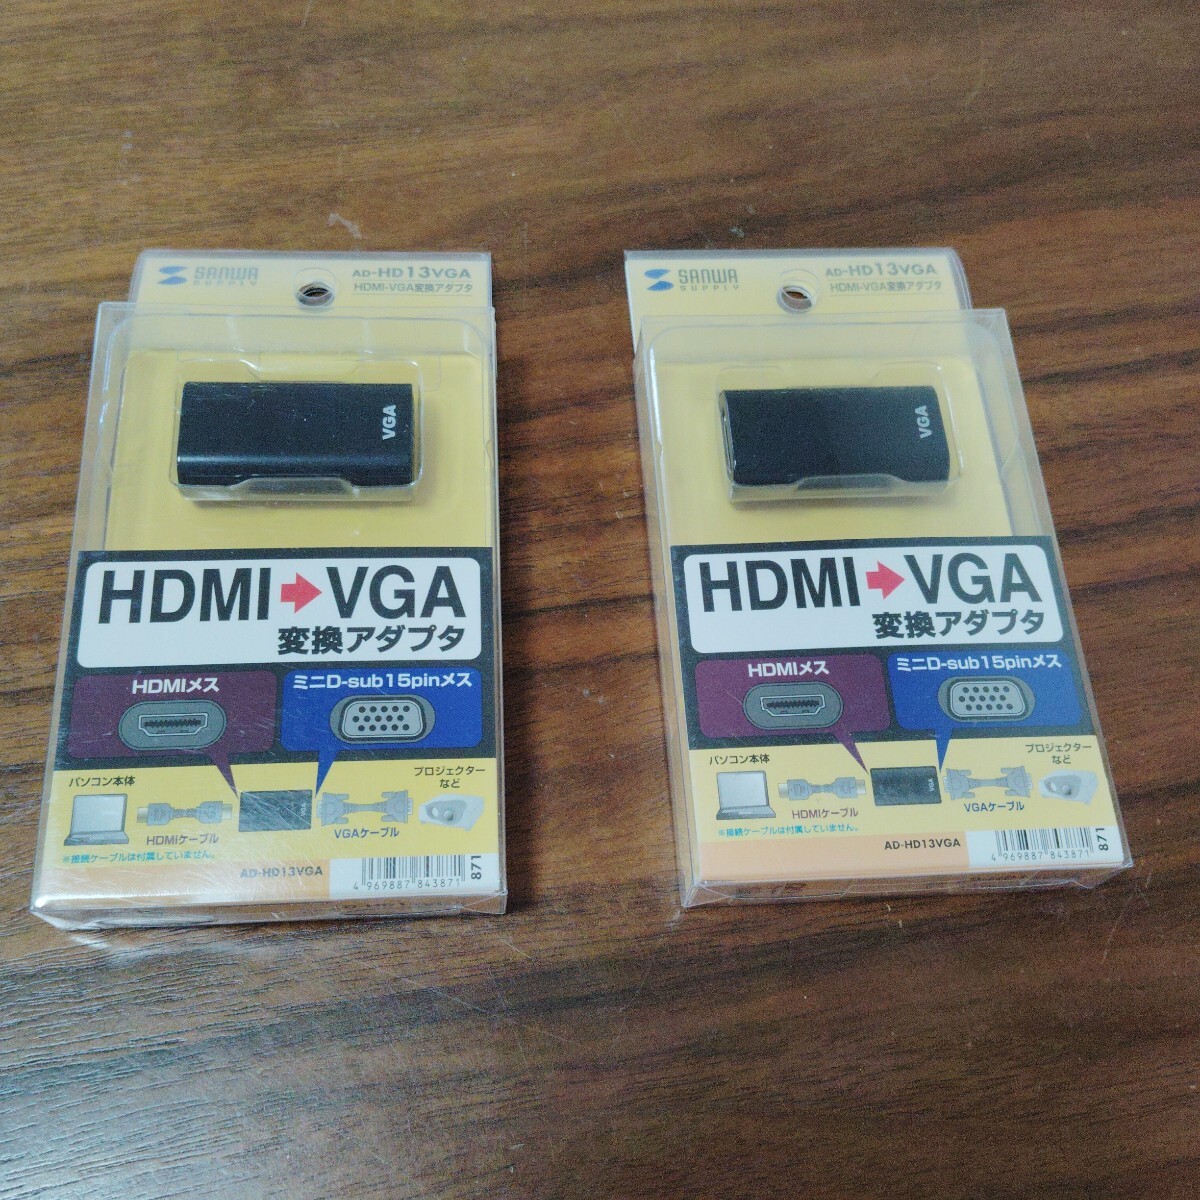 SANWA SUPPLY
AD-HD13VGA
HDMI-VGA変換アダプタ
VGA
HDMI➡VGA
変換アダプタ
HDMIメス
ミニD-sub15pinメス
パソコン本体
HDMIケーブル
VGA
VGAケーブル
プロジェクター
など
※接続ケーブルは付属していません。
AD-HD13VGA
4 969887 843871
871
SANWA SUPPLY
AD-HD13VGA
HDMI-VGA変換アダプタ
VGA
HDMI➡VGA
変換アダプタ
HDMIメス
ミニD-sub15pinメス
パソコン本体
HDMIケーブル
VGA
VGAケーブル
プロジェクター
など
※接続ケーブルは付属していません。
AD-HD13VGA
4 969887 843871
871